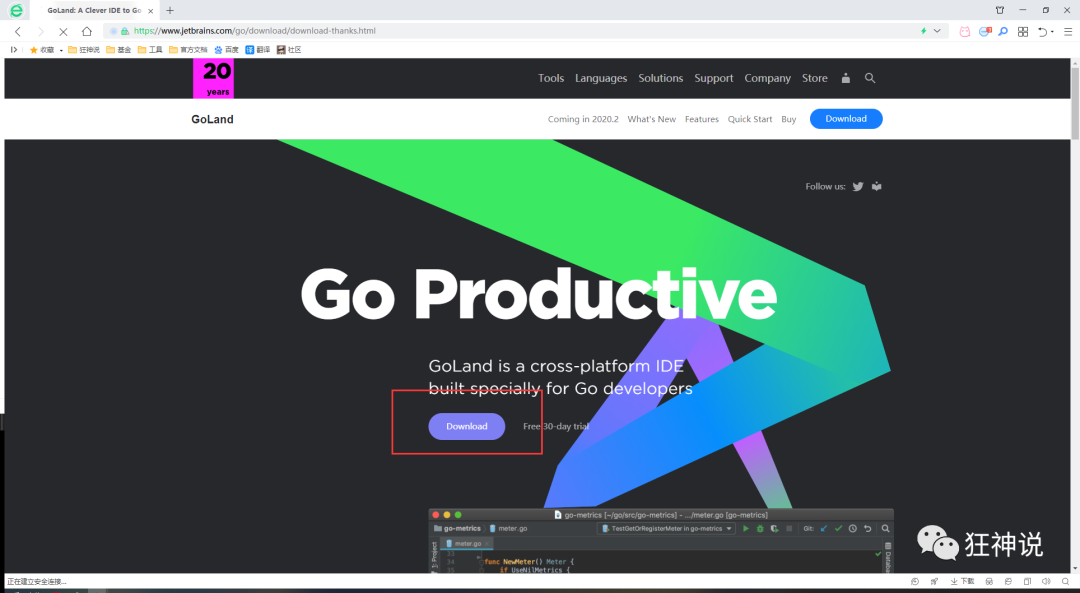 GoLand: A Clever IDE to Go
https://www.jetbrains.com/go/download/download-thanks.html
收藏 狂神说 基金 工具 官方文档 百度 翻译 社区
20
years
Tools Languages Solutions Support Company Store
GoLand
Coming in 2020.2 What's New Features Quick Start Buy Download
Follow us:
Go Productive
GoLand is a cross-platform IDE
built specially for Go developers
Download Free 30-day trial
go-metrics [~/go/src/go-metrics] - .../meter.go [go-metrics]
go-metrics meter.go TestGetOrRegisterMeter in go-metrics Git:
meter.go
Project
Database
33
34 func NewMeter() Meter {
35 if UseNilMetrics {
狂神说
正在建立安全连接...
下载